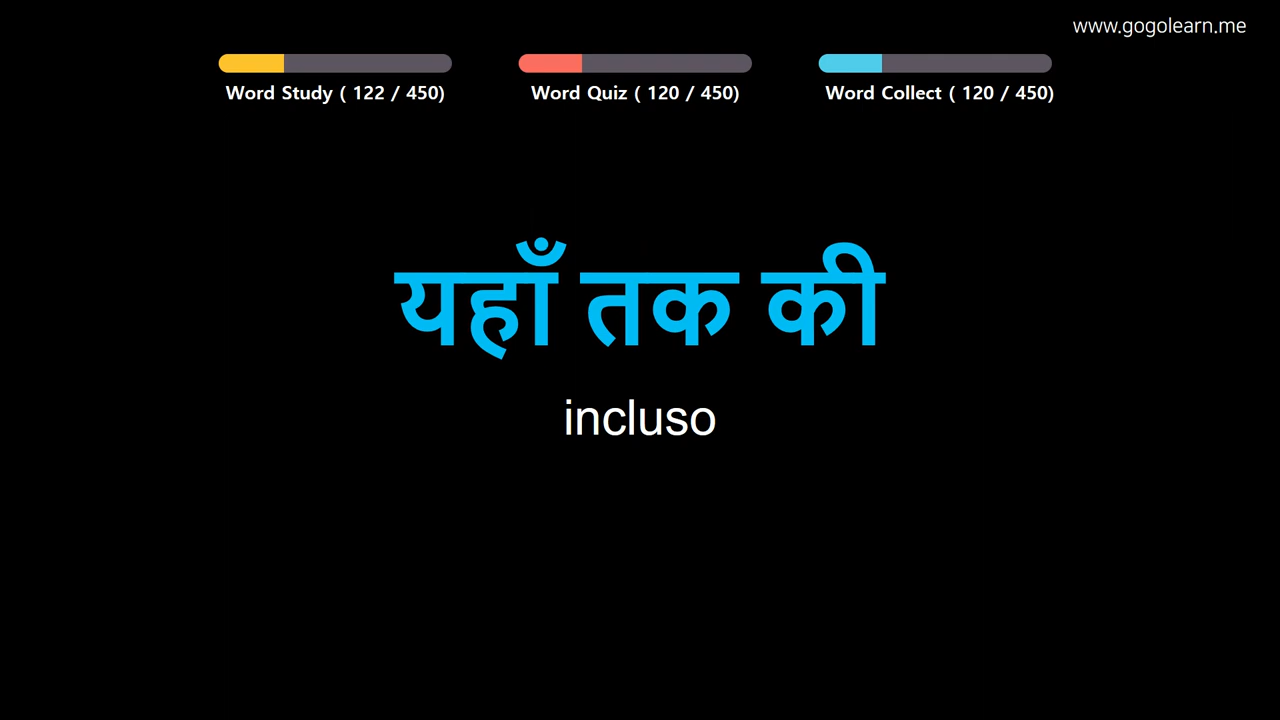 www.gogolearn.me
Word Study ( 122 / 450)
Word Quiz ( 120 / 450)
Word Collect ( 120 / 450)
यहाँ तक की
incluso